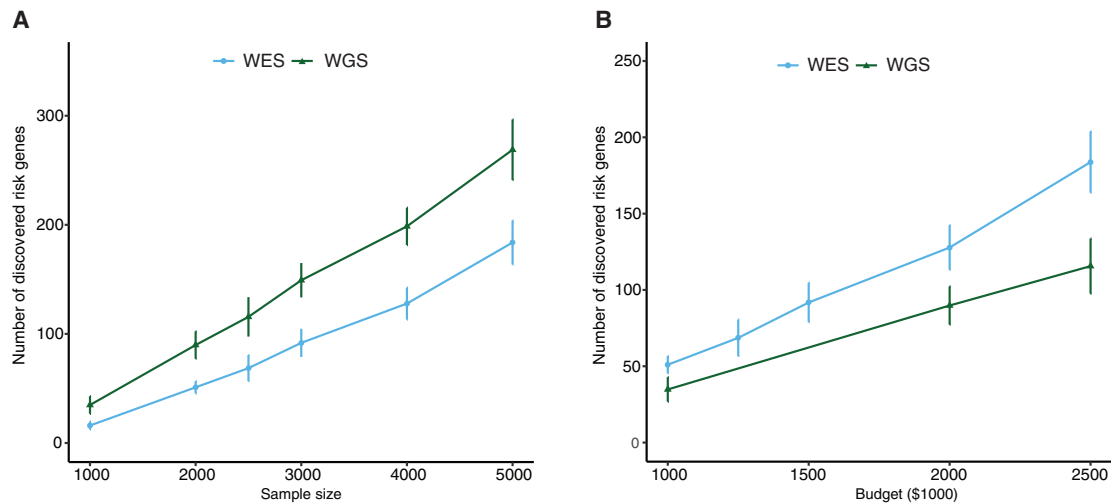 A
WES WGS
Number of discovered risk genes
300
200
100
0
1000 2000 3000 4000 5000
Sample size
B
WES WGS
Number of discovered risk genes
250
200
150
100
50
0
1000 1500 2000 2500
Budget ($1000)